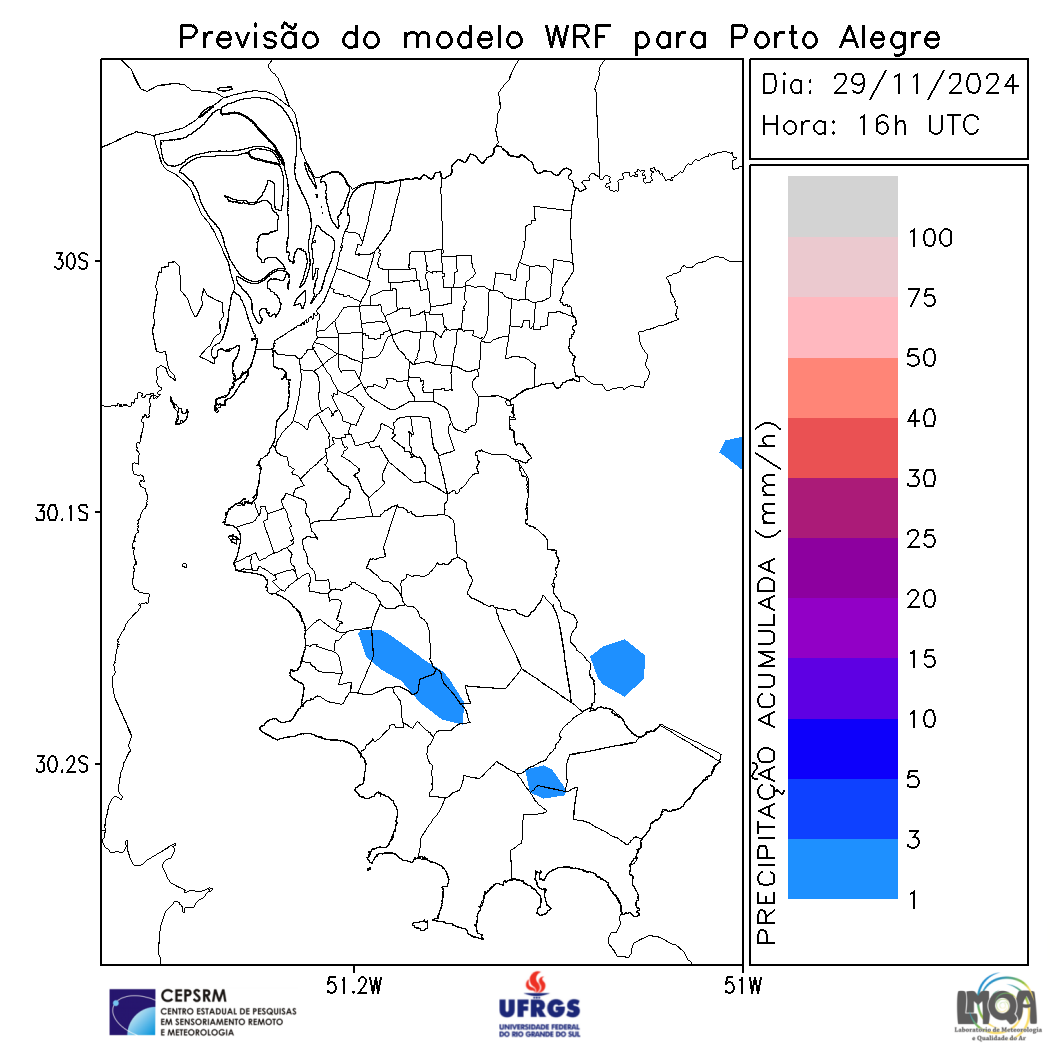 Previsão do modelo WRF para Porto Alegre
Dia: 29/11/2024
Hora: 16h UTC
30S
30.1S
30.2S
51.2W
51W
PRECIPITAÇÃO ACUMULADA (mm/h)
100
75
50
40
30
25
20
15
10
5
3
1
CEPSRM
CENTRO ESTADUAL DE PESQUISAS
EM SENSORIAMENTO REMOTO
E METEOROLOGIA
UFRGS
UNIVERSIDADE FEDERAL
DO RIO GRANDE DO SUL
LMQA
Laboratório de Meteorologia
e Qualidade do Ar